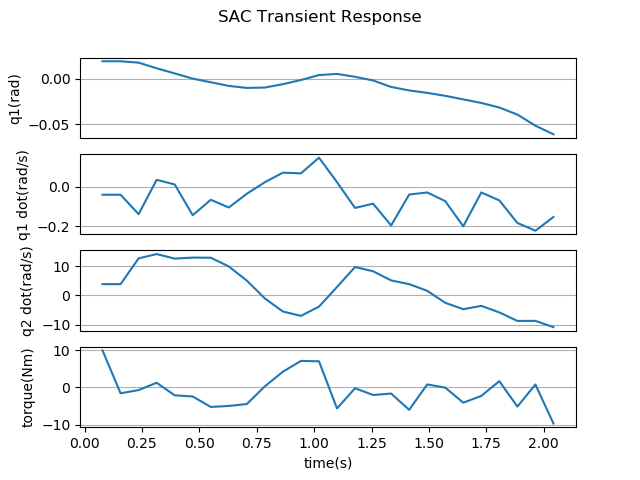 SAC Transient Response
q1(rad)
0.00
−0.05
q1 dot(rad/s)
0.0
−0.2
q2 dot(rad/s)
10
0
−10
torque(Nm)
10
0
−10
0.00 0.25 0.50 0.75 1.00 1.25 1.50 1.75 2.00
time(s)